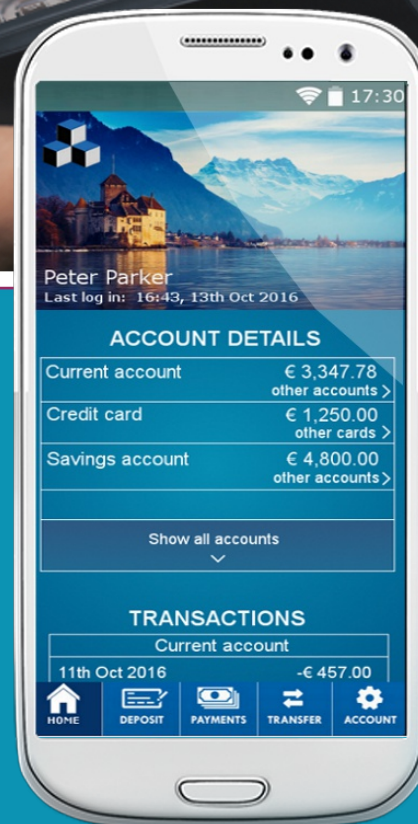 17:30
Peter Parker
Last log in: 16:43, 13th Oct 2016
ACCOUNT DETAILS
Current account € 3,347.78
other accounts >
Credit card € 1,250.00
other cards >
Savings account € 4,800.00
other accounts >
Show all accounts
TRANSACTIONS
Current account
11th Oct 2016 -€ 457.00
HOME DEPOSIT PAYMENTS TRANSFER ACCOUNT